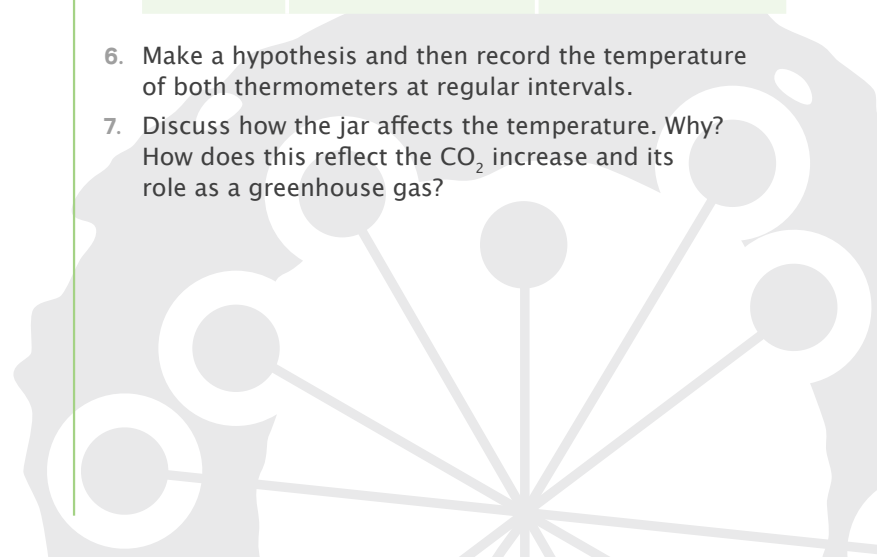 6. Make a hypothesis and then record the temperature
of both thermometers at regular intervals.
7. Discuss how the jar affects the temperature. Why?
How does this reflect the CO₂ increase and its
role as a greenhouse gas?